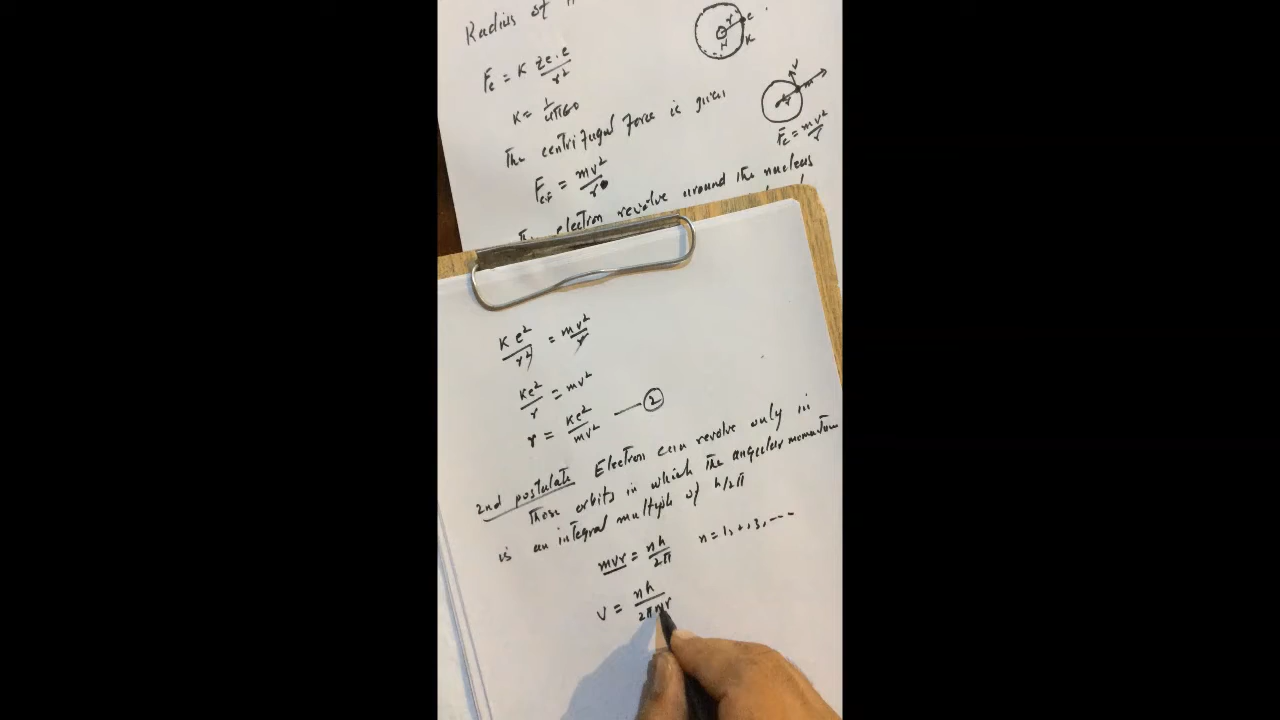 Radius of
Fe = K Ze.e/r²
K = 1/4πε0
The centrifugal force is given
Fcf = mv²/r
The electron revolve around the nucleus
r e
N K
v
r m
Fc = mv²/r
Ke²/r² = mv²/r
Ke²/r = mv²
r = Ke²/mv² — ②
2nd postulate Electron can revolve only in
those orbits in which the angular momentum
is an integral multiple of h/2π
mvr = nh/2π n = 1, 2, 3, ---
v = nh/2πmr